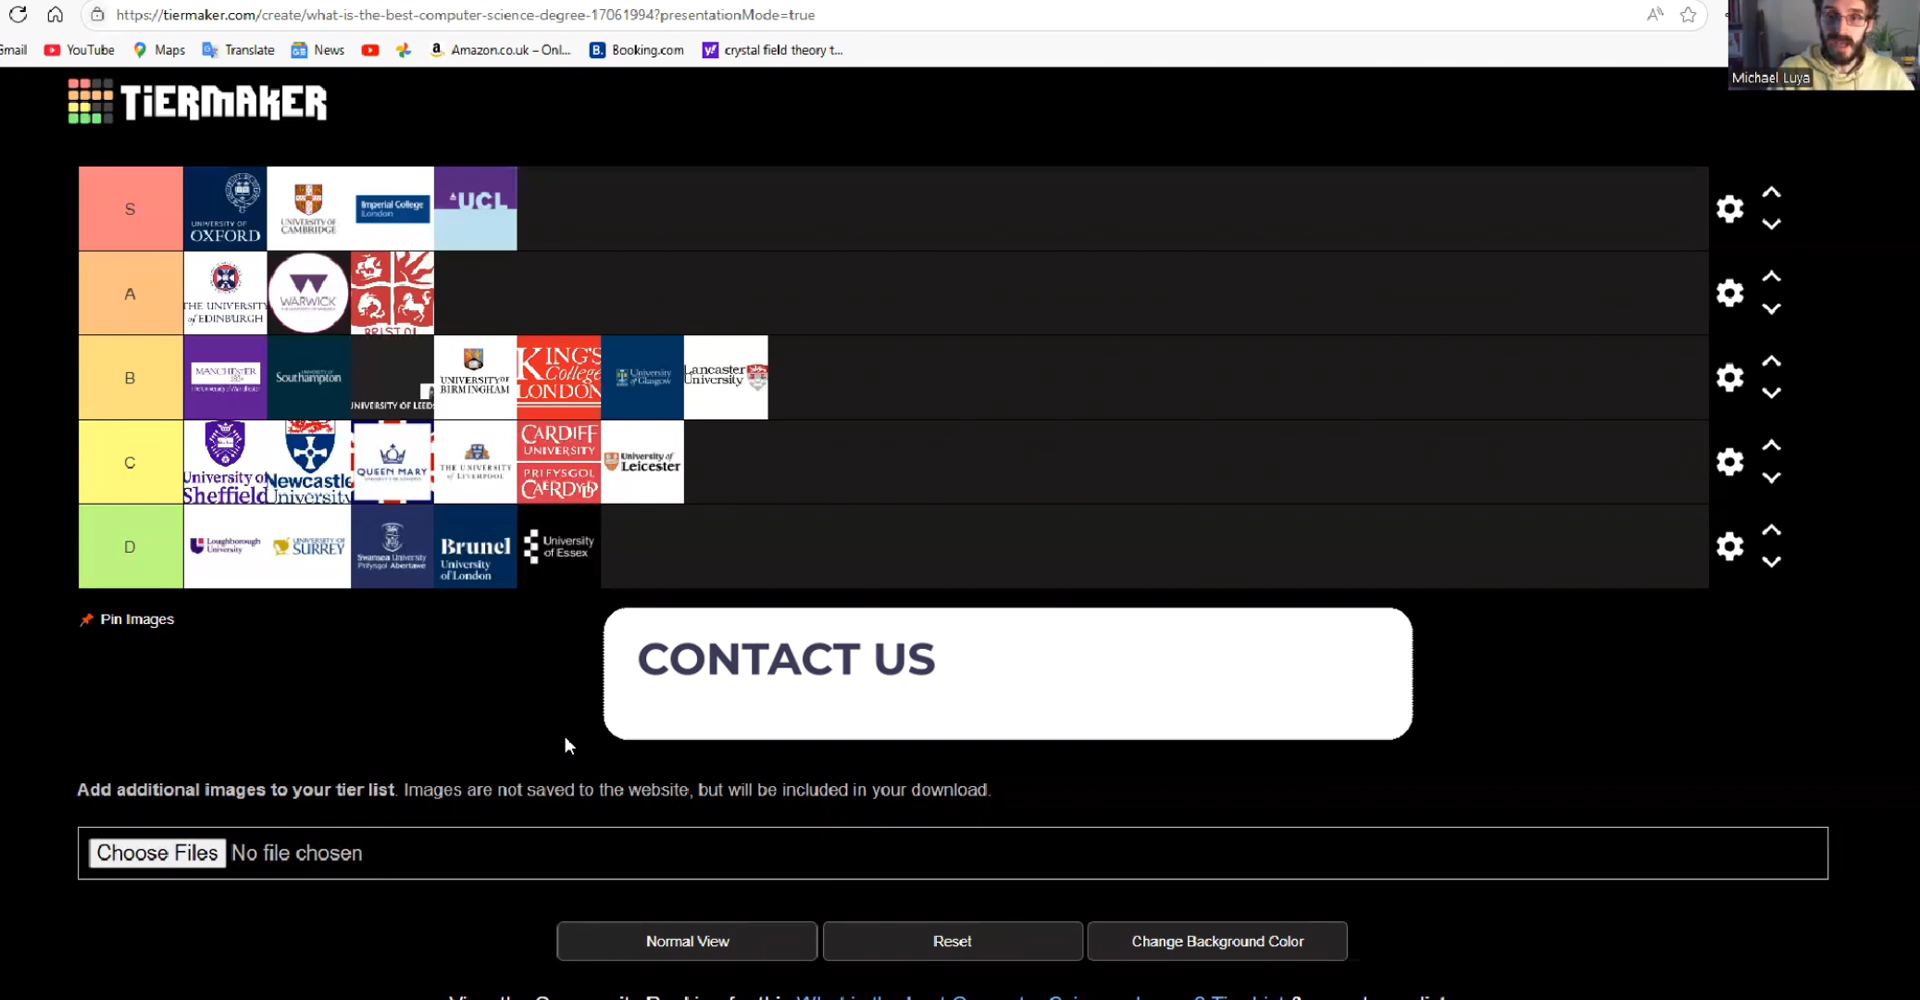 https://tiermaker.com/create/what-is-the-best-computer-science-degree-17061994?presentationMode=true
Gmail YouTube Maps Translate News Amazon.co.uk – Onl... Booking.com crystal field theory t...
Michael Luya
TiERMAKER
S
UNIVERSITY OF OXFORD
UNIVERSITY OF CAMBRIDGE
Imperial College London
UCL
A
THE UNIVERSITY of EDINBURGH
WARWICK
BRISTOL
B
MANCHESTER 1824
Southampton
UNIVERSITY OF LEEDS
UNIVERSITY OF BIRMINGHAM
KING'S College LONDON
University of Glasgow
Lancaster University
C
University of Sheffield
Newcastle University
QUEEN MARY
THE UNIVERSITY of LIVERPOOL
CARDIFF UNIVERSITY
PRIFYSGOL CAERDYDD
University of Leicester
D
Loughborough University
UNIVERSITY OF SURREY
Swansea University Prifysgol Abertawe
Brunel University of London
University of Essex
Pin Images
CONTACT US
Add additional images to your tier list. Images are not saved to the website, but will be included in your download.
Choose Files No file chosen
Normal View Reset Change Background Color